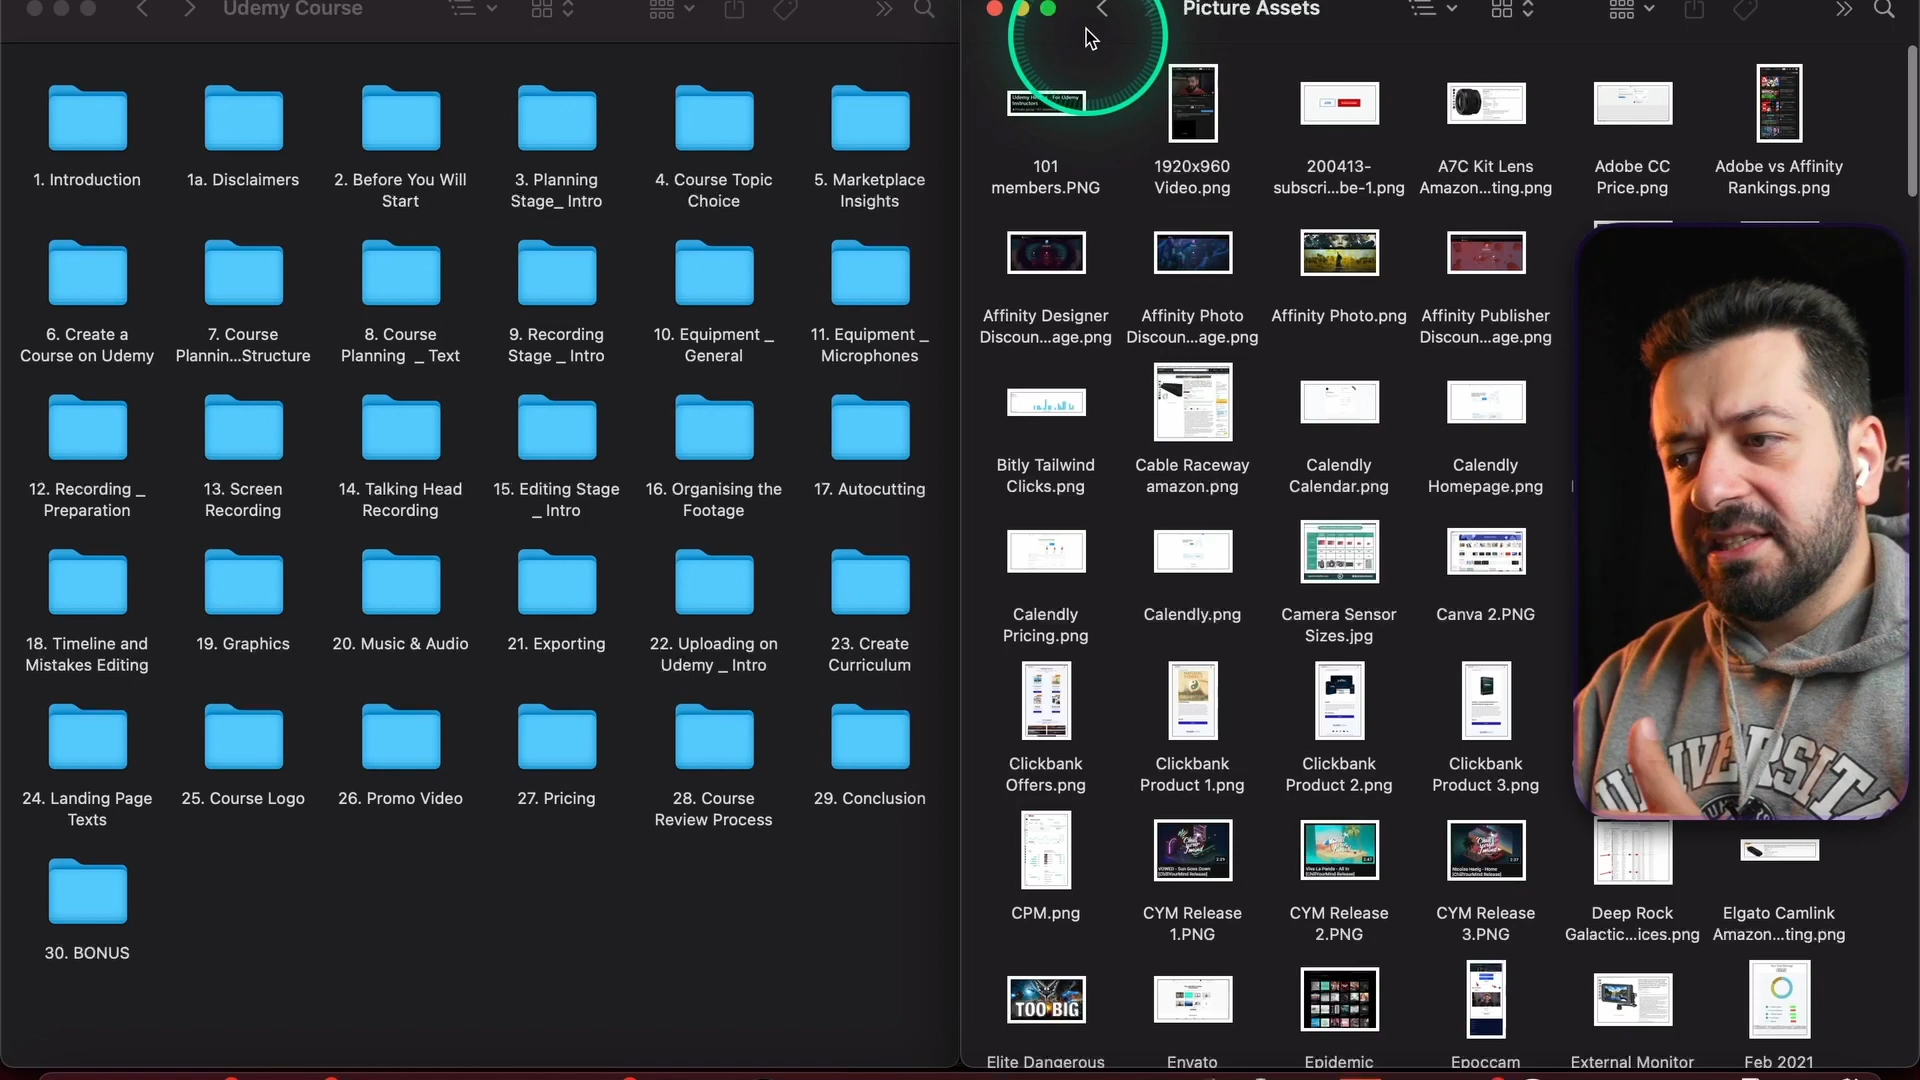 Udemy Course
1. Introduction
1a. Disclaimers
2. Before You Will
Start
3. Planning
Stage_ Intro
4. Course Topic
Choice
5. Marketplace
Insights
6. Create a
Course on Udemy
7. Course
Plannin...Structure
8. Course
Planning _ Text
9. Recording
Stage _ Intro
10. Equipment _
General
11. Equipment _
Microphones
12. Recording _
Preparation
13. Screen
Recording
14. Talking Head
Recording
15. Editing Stage
_ Intro
16. Organising the
Footage
17. Autocutting
18. Timeline and
Mistakes Editing
19. Graphics
20. Music & Audio
21. Exporting
22. Uploading on
Udemy _ Intro
23. Create
Curriculum
24. Landing Page
Texts
25. Course Logo
26. Promo Video
27. Pricing
28. Course
Review Process
29. Conclusion
30. BONUS
Picture Assets
101
members.PNG
1920x960
Video.png
200413-
subscri...be-1.png
A7C Kit Lens
Amazon...ting.png
Adobe CC
Price.png
Adobe vs Affinity
Rankings.png
Affinity Designer
Discoun...age.png
Affinity Photo
Discoun...age.png
Affinity Photo.png
Affinity Publisher
Discoun...age.png
Bitly Tailwind
Clicks.png
Cable Raceway
amazon.png
Calendly
Calendar.png
Calendly
Homepage.png
Calendly
Pricing.png
Calendly.png
Camera Sensor
Sizes.jpg
Canva 2.PNG
Clickbank
Offers.png
Clickbank
Product 1.png
Clickbank
Product 2.png
Clickbank
Product 3.png
CPM.png
CYM Release
1.PNG
CYM Release
2.PNG
CYM Release
3.PNG
Deep Rock
Galactic...ices.png
Elgato Camlink
Amazon...ting.png
TOO BIG
Elite Dangerous
Envato
Epidemic
Epoccam
External Monitor
Feb 2021